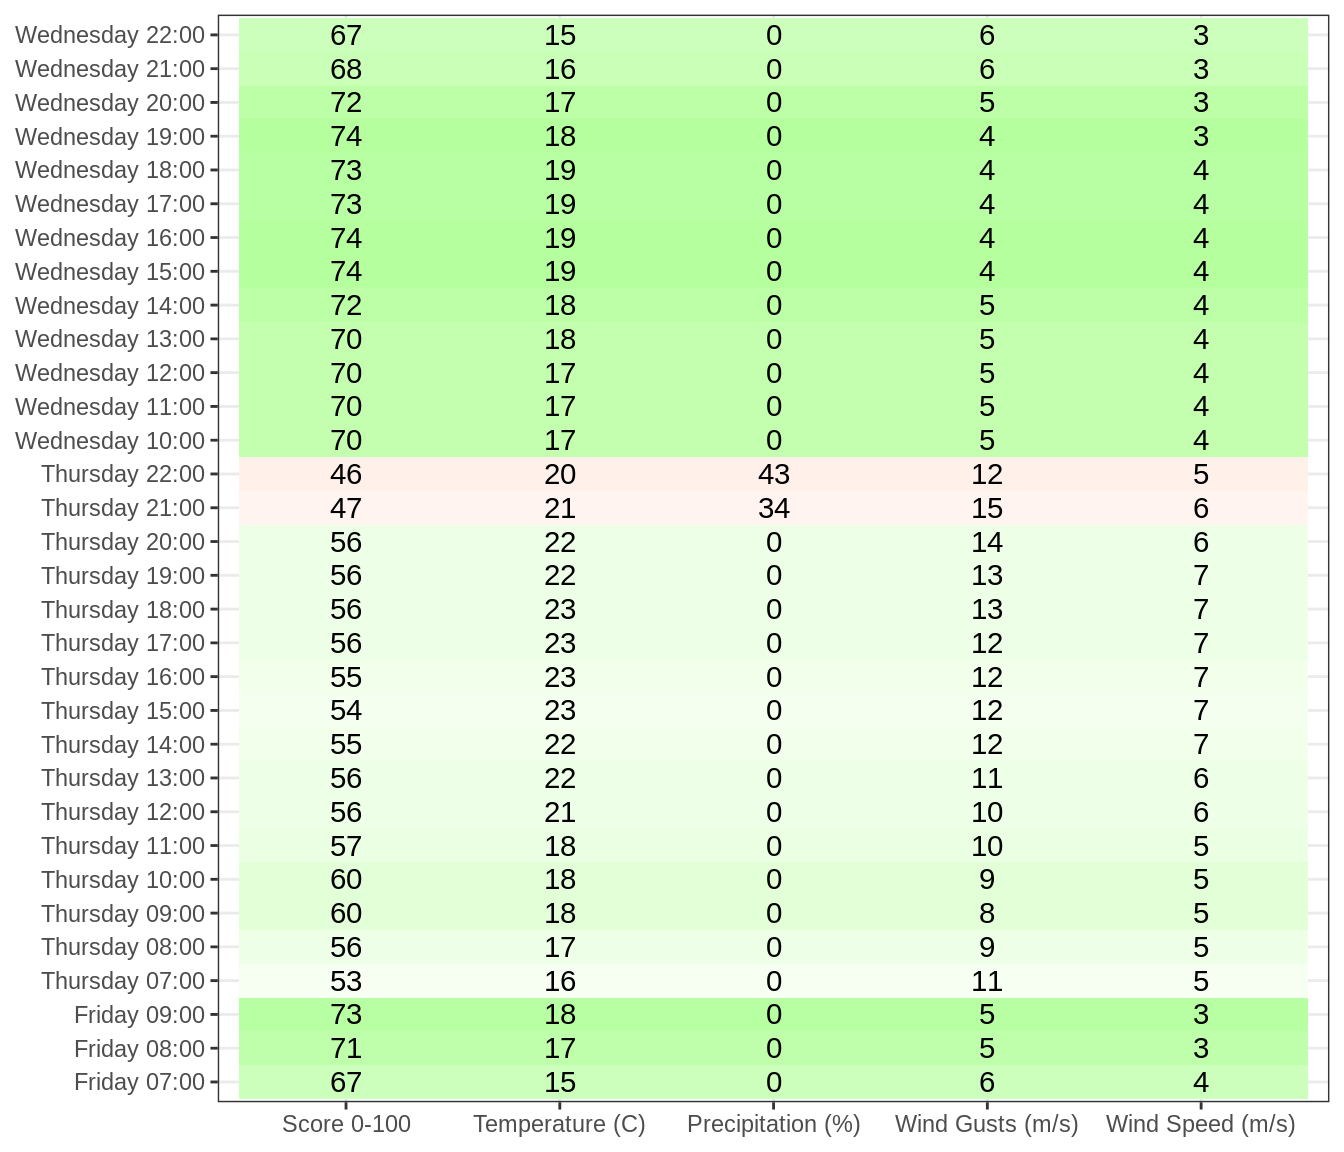 Wednesday 22:00 67 15 0 6 3
Wednesday 21:00 68 16 0 6 3
Wednesday 20:00 72 17 0 5 3
Wednesday 19:00 74 18 0 4 3
Wednesday 18:00 73 19 0 4 4
Wednesday 17:00 73 19 0 4 4
Wednesday 16:00 74 19 0 4 4
Wednesday 15:00 74 19 0 4 4
Wednesday 14:00 72 18 0 5 4
Wednesday 13:00 70 18 0 5 4
Wednesday 12:00 70 17 0 5 4
Wednesday 11:00 70 17 0 5 4
Wednesday 10:00 70 17 0 5 4
Thursday 22:00 46 20 43 12 5
Thursday 21:00 47 21 34 15 6
Thursday 20:00 56 22 0 14 6
Thursday 19:00 56 22 0 13 7
Thursday 18:00 56 23 0 13 7
Thursday 17:00 56 23 0 12 7
Thursday 16:00 55 23 0 12 7
Thursday 15:00 54 23 0 12 7
Thursday 14:00 55 22 0 12 7
Thursday 13:00 56 22 0 11 6
Thursday 12:00 56 21 0 10 6
Thursday 11:00 57 18 0 10 5
Thursday 10:00 60 18 0 9 5
Thursday 09:00 60 18 0 8 5
Thursday 08:00 56 17 0 9 5
Thursday 07:00 53 16 0 11 5
Friday 09:00 73 18 0 5 3
Friday 08:00 71 17 0 5 3
Friday 07:00 67 15 0 6 4
Score 0-100 Temperature (C) Precipitation (%) Wind Gusts (m/s) Wind Speed (m/s)